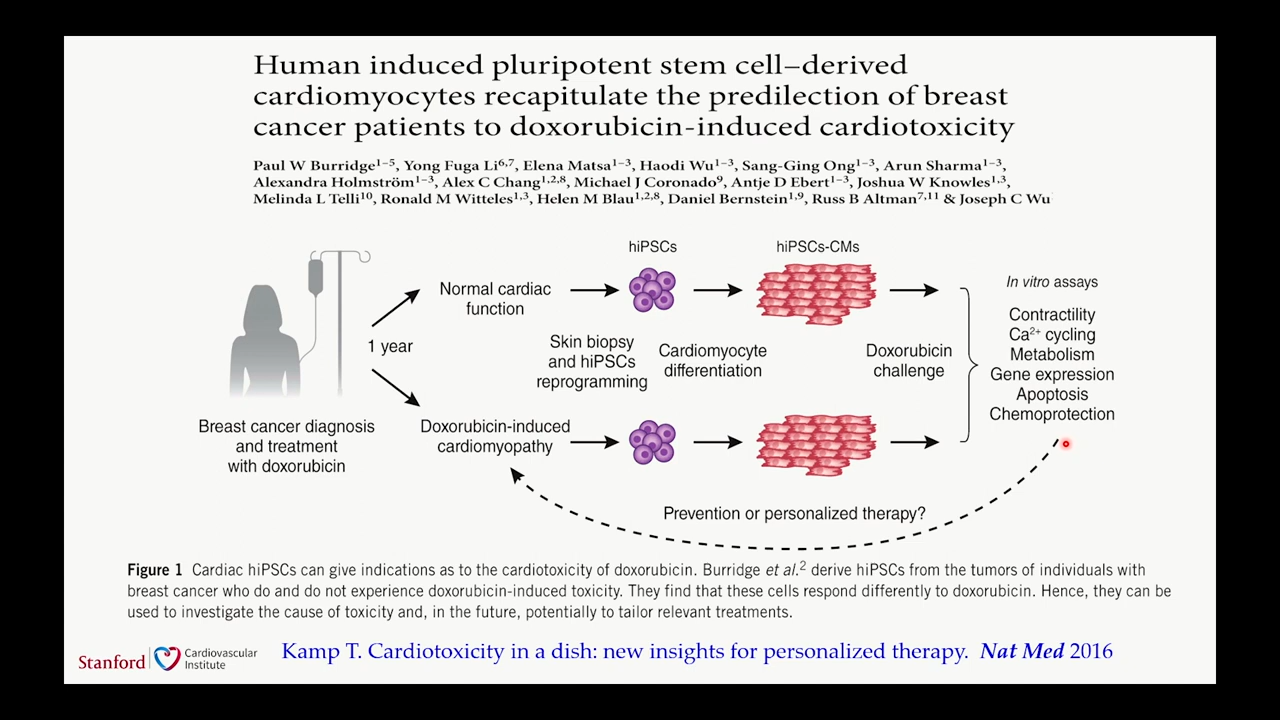 Human induced pluripotent stem cell–derived
cardiomyocytes recapitulate the predilection of breast
cancer patients to doxorubicin-induced cardiotoxicity
Paul W Burridge1–5, Yong Fuga Li6,7, Elena Matsa1–3, Haodi Wu1–3, Sang-Ging Ong1–3, Arun Sharma1–3,
Alexandra Holmström1–3, Alex C Chang1,2,8, Michael J Coronado9, Antje D Ebert1–3, Joshua W Knowles1,3,
Melinda L Telli10, Ronald M Witteles1,3, Helen M Blau1,2,8, Daniel Bernstein1,9, Russ B Altman7,11 & Joseph C Wu
hiPSCs
hiPSCs-CMs
Normal cardiac
function
1 year
Skin biopsy
and hiPSCs
reprogramming
Cardiomyocyte
differentiation
Doxorubicin
challenge
In vitro assays
Contractility
Ca2+ cycling
Metabolism
Gene expression
Apoptosis
Chemoprotection
Breast cancer diagnosis
and treatment
with doxorubicin
Doxorubicin-induced
cardiomyopathy
Prevention or personalized therapy?
Figure 1 Cardiac hiPSCs can give indications as to the cardiotoxicity of doxorubicin. Burridge et al.2 derive hiPSCs from the tumors of individuals with
breast cancer who do and do not experience doxorubicin-induced toxicity. They find that these cells respond differently to doxorubicin. Hence, they can be
used to investigate the cause of toxicity and, in the future, potentially to tailor relevant treatments.
Stanford Cardiovascular
Institute
Kamp T. Cardiotoxicity in a dish: new insights for personalized therapy. Nat Med 2016